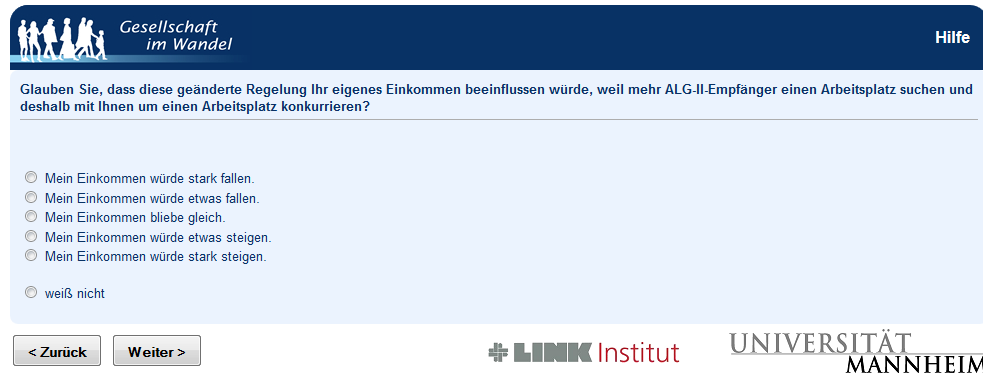 Gesellschaft
im Wandel
Hilfe
Glauben Sie, dass diese geänderte Regelung Ihr eigenes Einkommen beeinflussen würde, weil mehr ALG-II-Empfänger einen Arbeitsplatz suchen und
deshalb mit Ihnen um einen Arbeitsplatz konkurrieren?
Mein Einkommen würde stark fallen.
Mein Einkommen würde etwas fallen.
Mein Einkommen bliebe gleich.
Mein Einkommen würde etwas steigen.
Mein Einkommen würde stark steigen.
weiß nicht
< Zurück
Weiter >
LINK Institut
UNIVERSITÄT
MANNHEIM